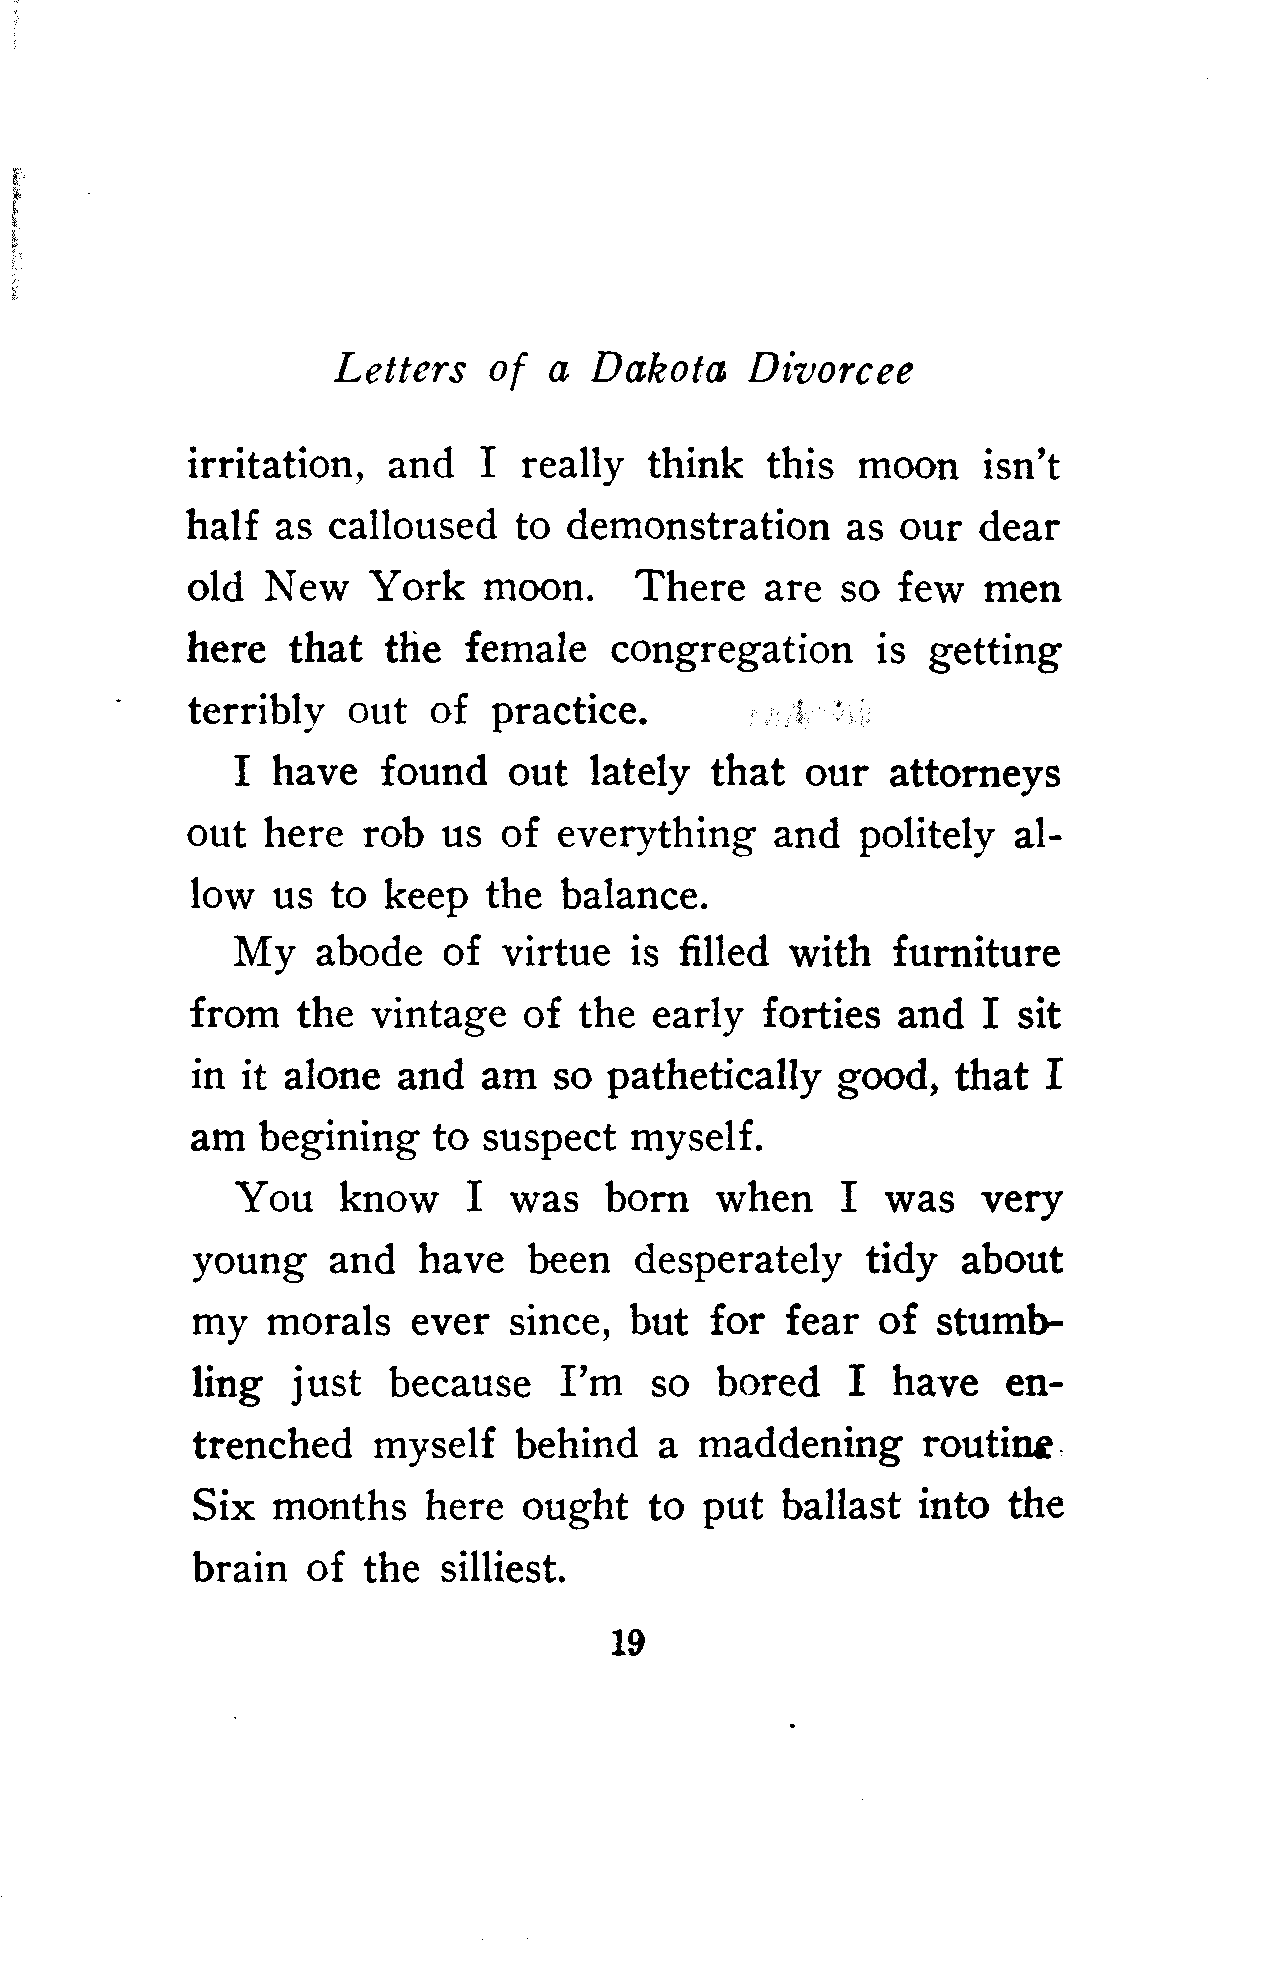 Letters of a Dakota Divorcee
irritation, and I really think this moon isn't
half as calloused to demonstration as our dear
old New York moon. There are so few men
here that the female congregation is getting
terribly out of practice.
I have found out lately that our attorneys
out here rob us of everything and politely al-
low us to keep the balance.
My abode of virtue is filled with furniture
from the vintage of the early forties and I sit
in it alone and am so pathetically good, that I
am begining to suspect myself.
You know I was born when I was very
young and have been desperately tidy about
my morals ever since, but for fear of stumb-
ling just because I'm so bored I have en-
trenched myself behind a maddening routine.
Six months here ought to put ballast into the
brain of the silliest.
19